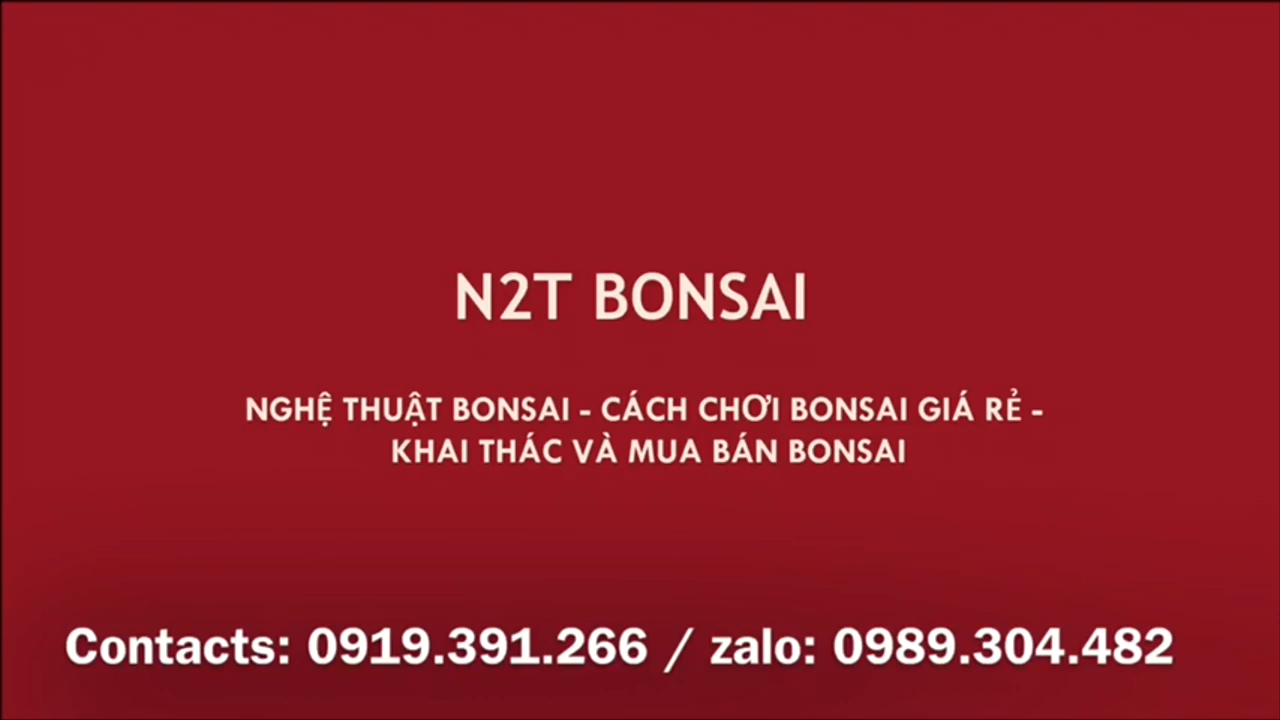 N2T BONSAI
NGHỆ THUẬT BONSAI - CÁCH CHƠI BONSAI GIÁ RẺ -
KHAI THÁC VÀ MUA BÁN BONSAI
Contacts: 0919.391.266 / zalo: 0989.304.482